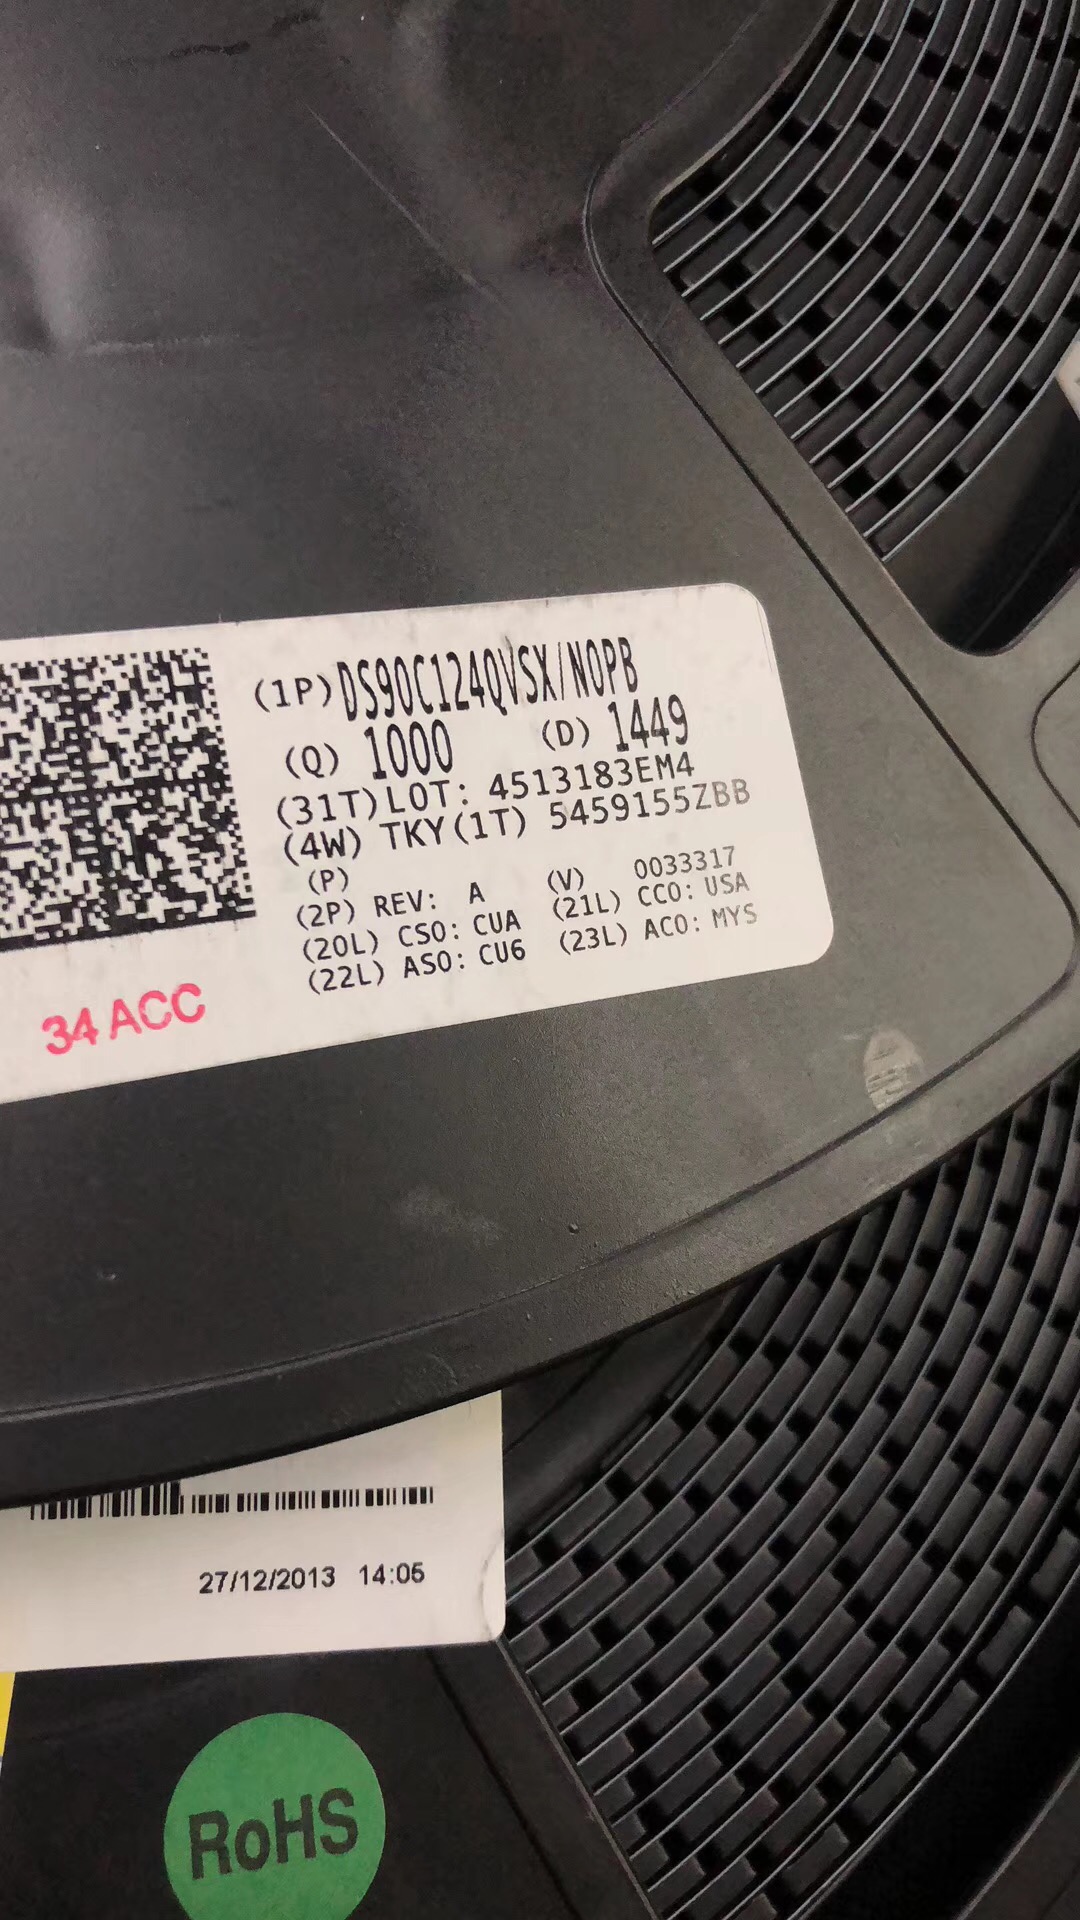 (1P) DS90C124QVSX/NOPB
(Q) 1000 (D) 1449
(31T) LOT: 4513183EM4
(4W) TKY (1T) 5459155ZBB
(P) (V) 0033317
(2P) REV: A (21L) CCO: USA
(20L) CSO: CUA (23L) ACO: MYS
(22L) ASO: CU6
34 ACC
27/12/2013 14:05
RoHS